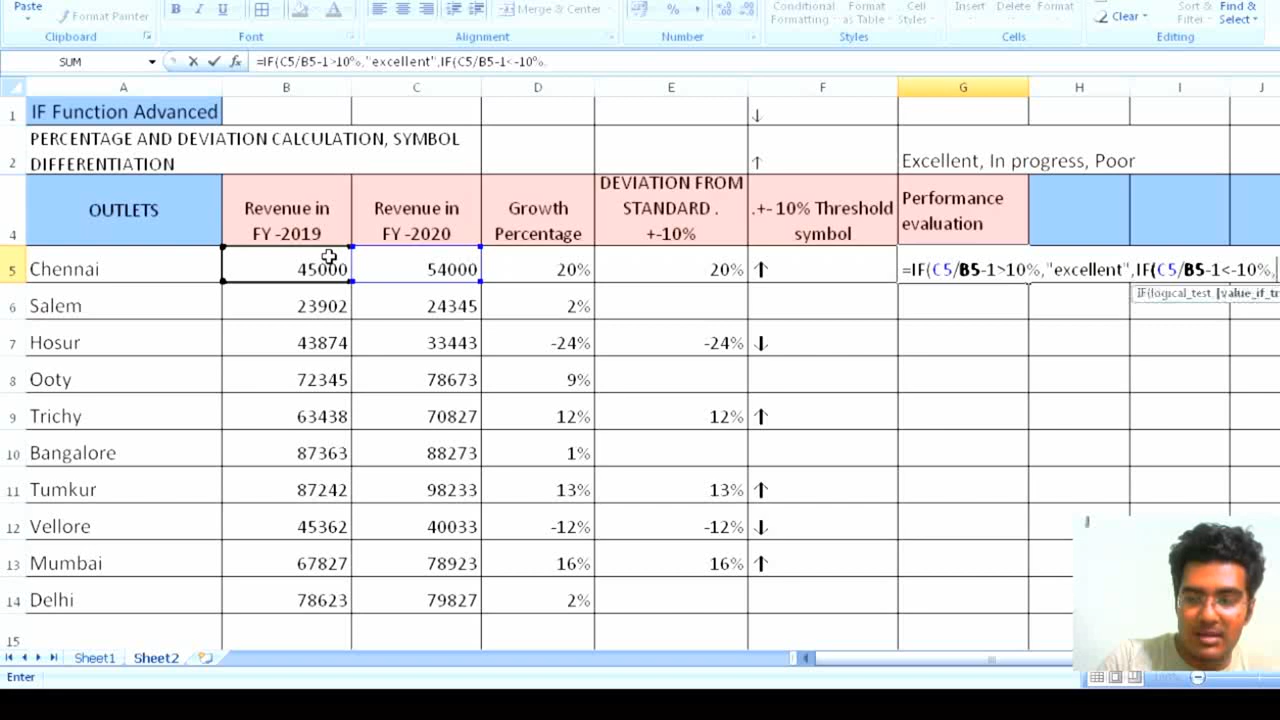 Paste
Format Painter
Clipboard
B I U
Font
Alignment
Merge & Center
%
Number
Conditional Formatting
Format as Table
Cell Styles
Styles
Insert Delete Format
Cells
Clear
Sort & Filter
Find & Select
Editing
SUM
fx
=IF(C5/B5-1>10%,"excellent",IF(C5/B5-1<-10%,
A B C D E F G H I J
1 IF Function Advanced ↓
2 PERCENTAGE AND DEVIATION CALCULATION, SYMBOL DIFFERENTIATION ↑ Excellent, In progress, Poor
4 OUTLETS Revenue in FY -2019 Revenue in FY -2020 Growth Percentage DEVIATION FROM STANDARD . +-10% .+- 10% Threshold symbol Performance evaluation
5 Chennai 45000 54000 20% 20% ↑ =IF(C5/B5-1>10%,"excellent",IF(C5/B5-1<-10%,
IF(logical_test, [value_if_tr
6 Salem 23902 24345 2%
7 Hosur 43874 33443 -24% -24% ↓
8 Ooty 72345 78673 9%
9 Trichy 63438 70827 12% 12% ↑
10 Bangalore 87363 88273 1%
11 Tumkur 87242 98233 13% 13% ↑
12 Vellore 45362 40033 -12% -12% ↓
13 Mumbai 67827 78923 16% 16% ↑
14 Delhi 78623 79827 2%
15
Sheet1 Sheet2
Enter